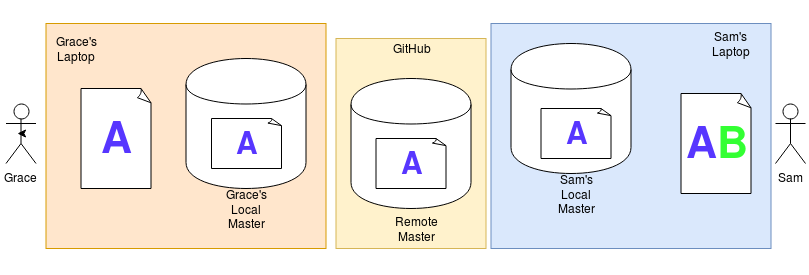 Grace's
Laptop
A
A
Grace's
Local
Master
Grace
GitHub
A
Remote
Master
Sam's
Laptop
A
Sam's
Local
Master
AB
Sam